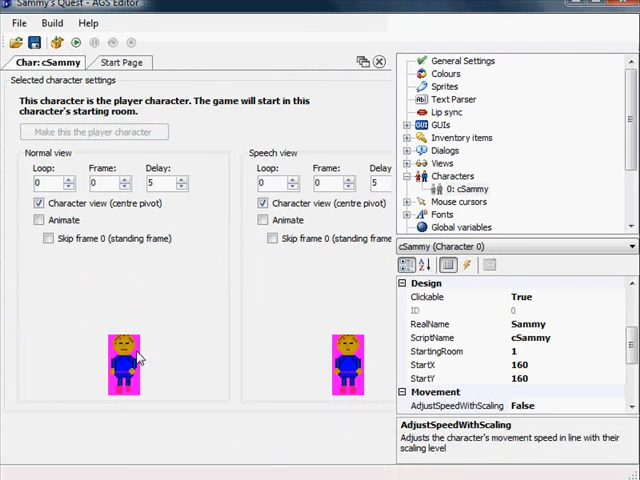 Sammy's Quest - AGS Editor
File Build Help
Char: cSammy Start Page
Selected character settings
This character is the player character. The game will start in this
character's starting room.
Make this the player character
Normal view
Loop: Frame: Delay:
0 0 5
Character view (centre pivot)
Animate
Skip frame 0 (standing frame)
Speech view
Loop: Frame: Delay:
0 0 5
Character view (centre pivot)
Animate
Skip frame 0 (standing frame)
General Settings
Colours
Sprites
Text Parser
Lip sync
GUIs
Inventory items
Dialogs
Views
Characters
0: cSammy
Mouse cursors
Fonts
Global variables
cSammy (Character 0)
Design
Clickable True
ID 0
RealName Sammy
ScriptName cSammy
StartingRoom 1
StartX 160
StartY 160
Movement
AdjustSpeedWithScaling False
AdjustSpeedWithScaling
Adjusts the character's movement speed in line with their
scaling level